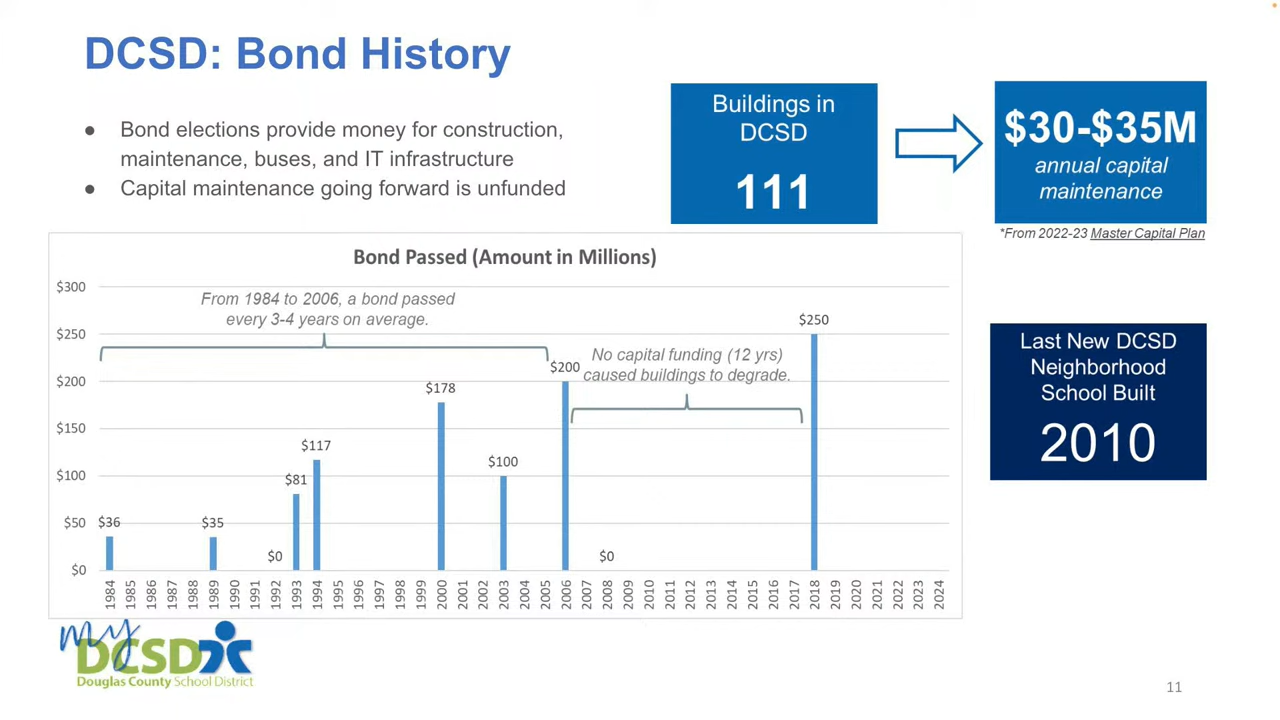 DCSD: Bond History
● Bond elections provide money for construction,
maintenance, buses, and IT infrastructure
● Capital maintenance going forward is unfunded
Buildings in
DCSD
111
$30-$35M
annual capital
maintenance
*From 2022-23 Master Capital Plan
Bond Passed (Amount in Millions)
From 1984 to 2006, a bond passed
every 3-4 years on average.
No capital funding (12 yrs)
caused buildings to degrade.
$300
$250
$200
$150
$100
$50
$0
$36
$35
$0
$81
$117
$178
$100
$200
$0
$250
1984
1985
1986
1987
1988
1989
1990
1991
1992
1993
1994
1995
1996
1997
1998
1999
2000
2001
2002
2003
2004
2005
2006
2007
2008
2009
2010
2011
2012
2013
2014
2015
2016
2017
2018
2019
2020
2021
2022
2023
2024
Last New DCSD
Neighborhood
School Built
2010
my
DCSD
Douglas County School District
11